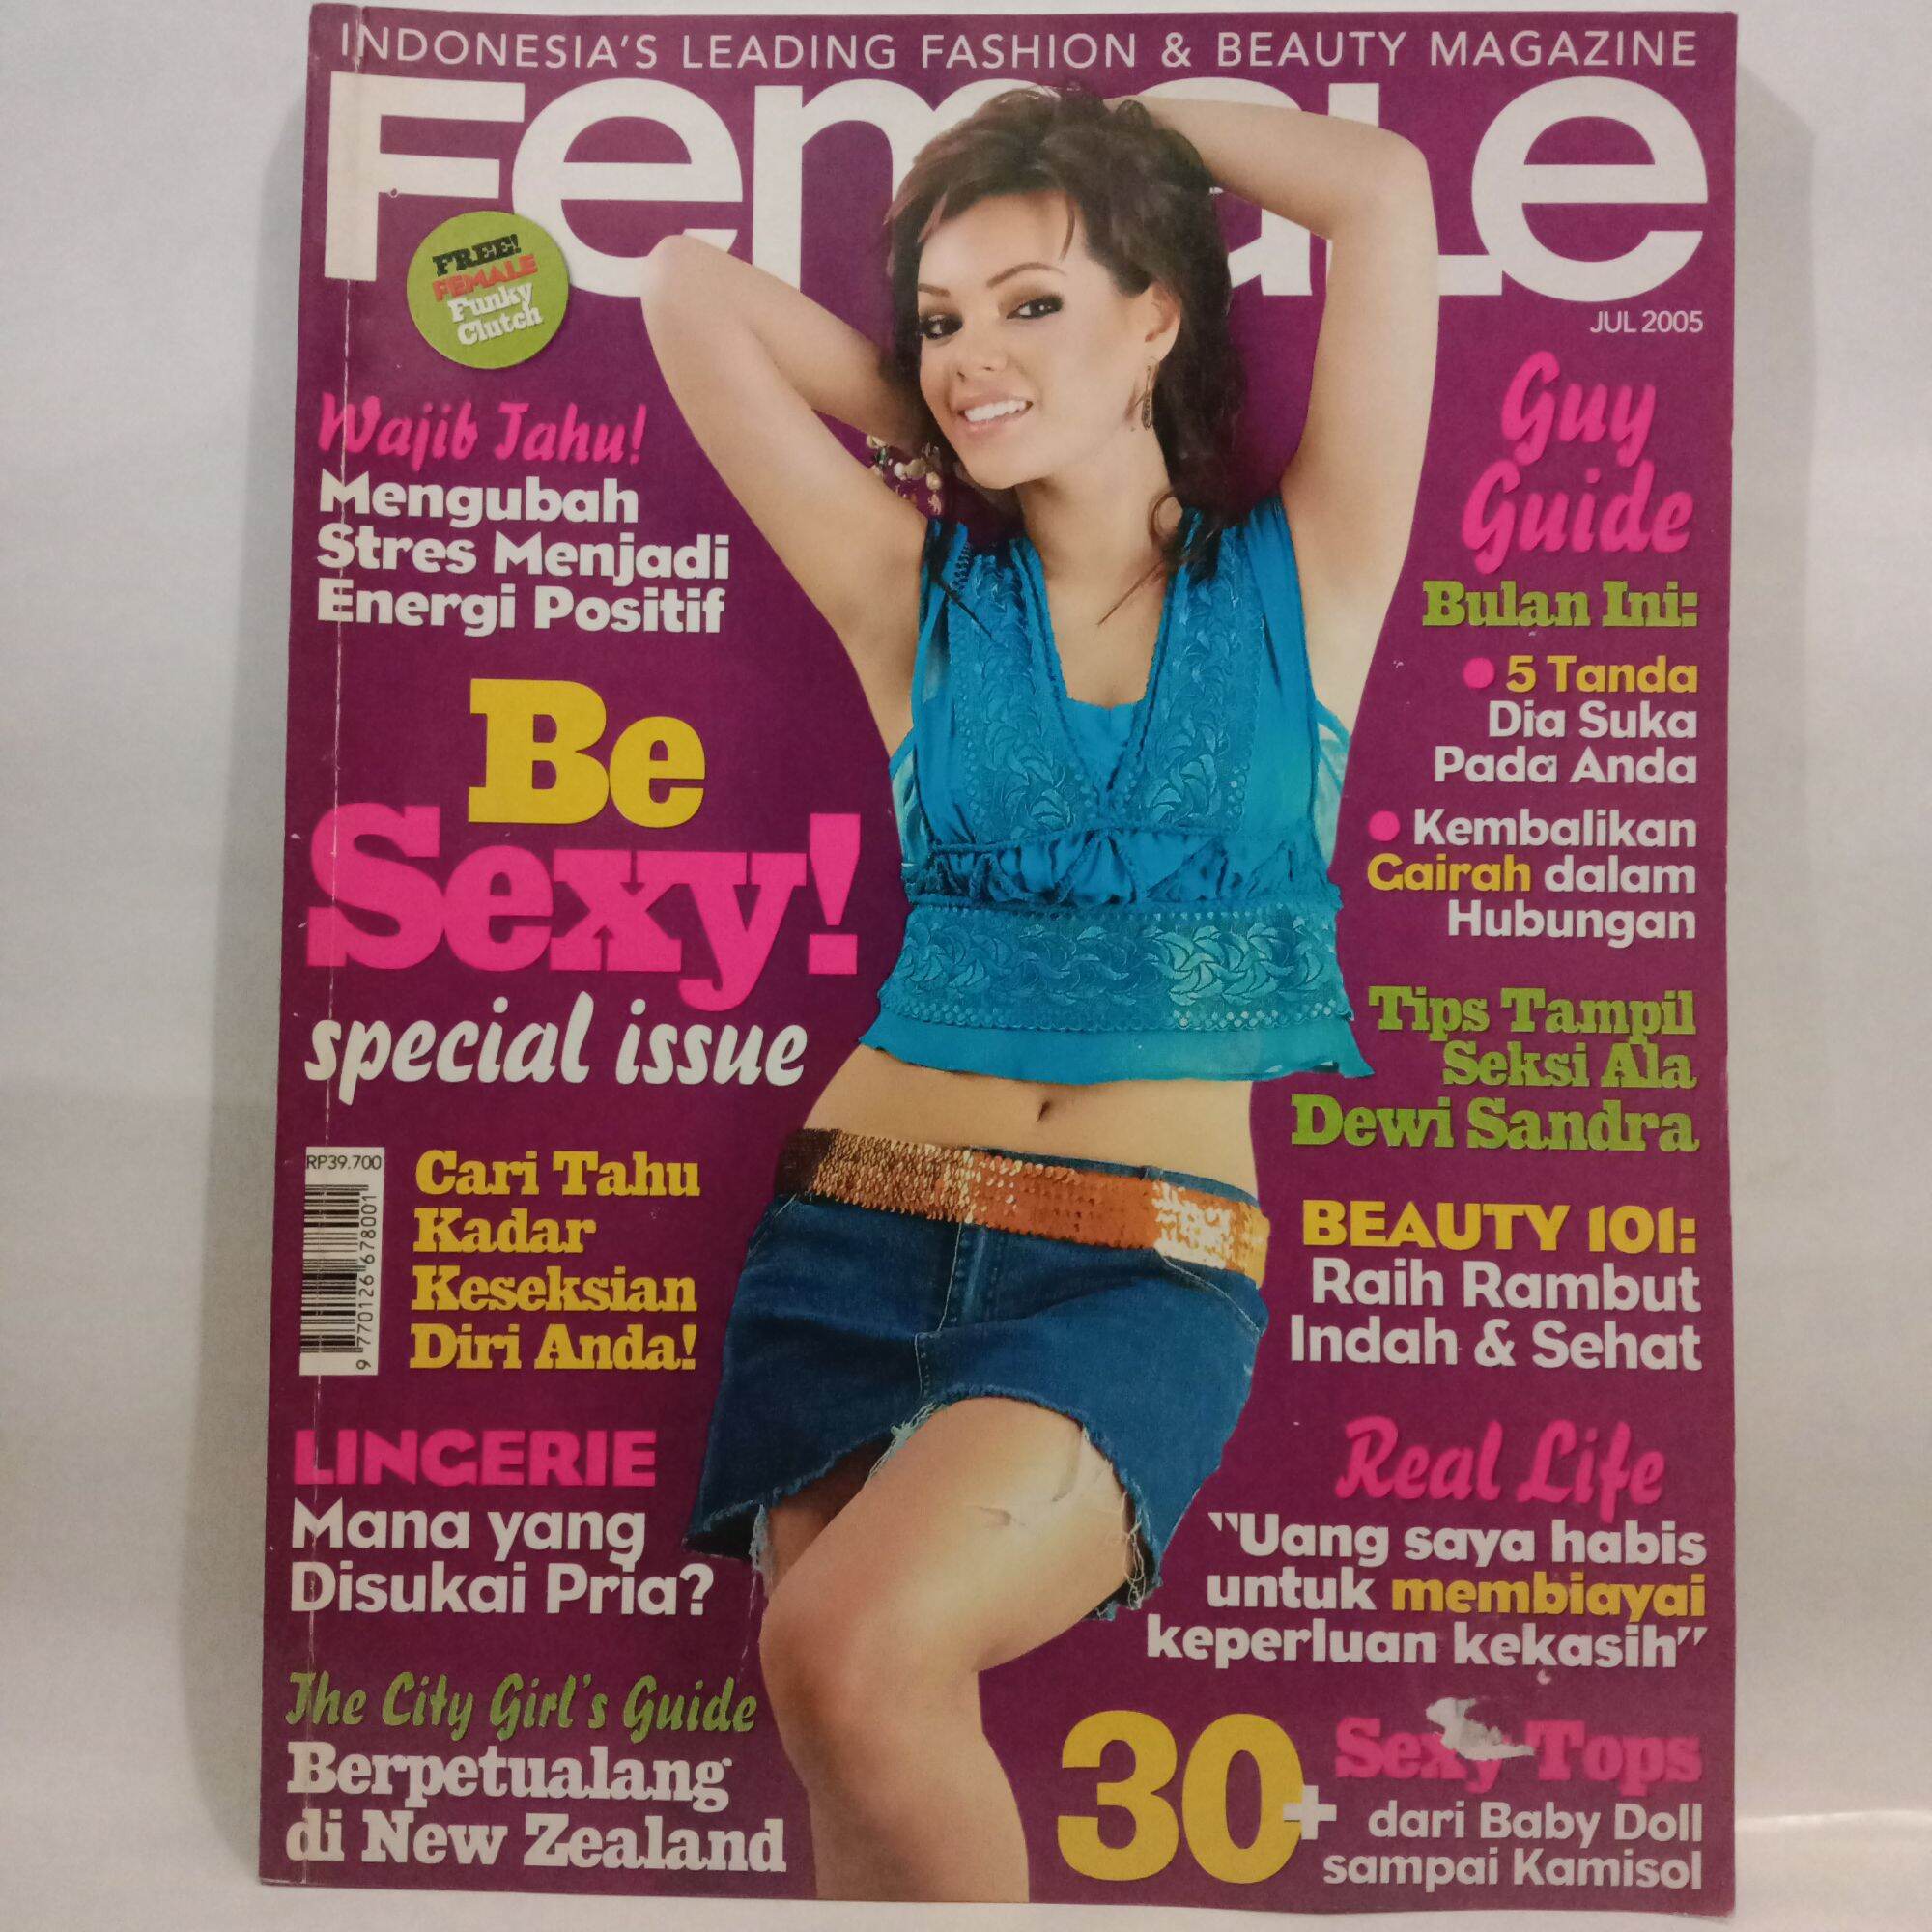 INDONESIA'S LEADING FASHION & BEAUTY MAGAZINE
FemaLe
JUL 2005
FREE!
FEMALE
Funky
Clutch
Wajib Tahu!
Mengubah
Stres Menjadi
Energi Positif
Be
Sexy!
special issue
RP39.700
9 770126 678001
Cari Tahu
Kadar
Keseksian
Diri Anda!
LINGERIE
Mana yang
Disukai Pria?
The City Girl's Guide
Berpetualang
di New Zealand
Guy
Guide
Bulan Ini:
• 5 Tanda
Dia Suka
Pada Anda
• Kembalikan
Gairah dalam
Hubungan
Tips Tampil
Seksi Ala
Dewi Sandra
BEAUTY 101:
Raih Rambut
Indah & Sehat
Real Life
"Uang saya habis
untuk membiayai
keperluan kekasih"
30+ Sexy Tops
dari Baby Doll
sampai Kamisol